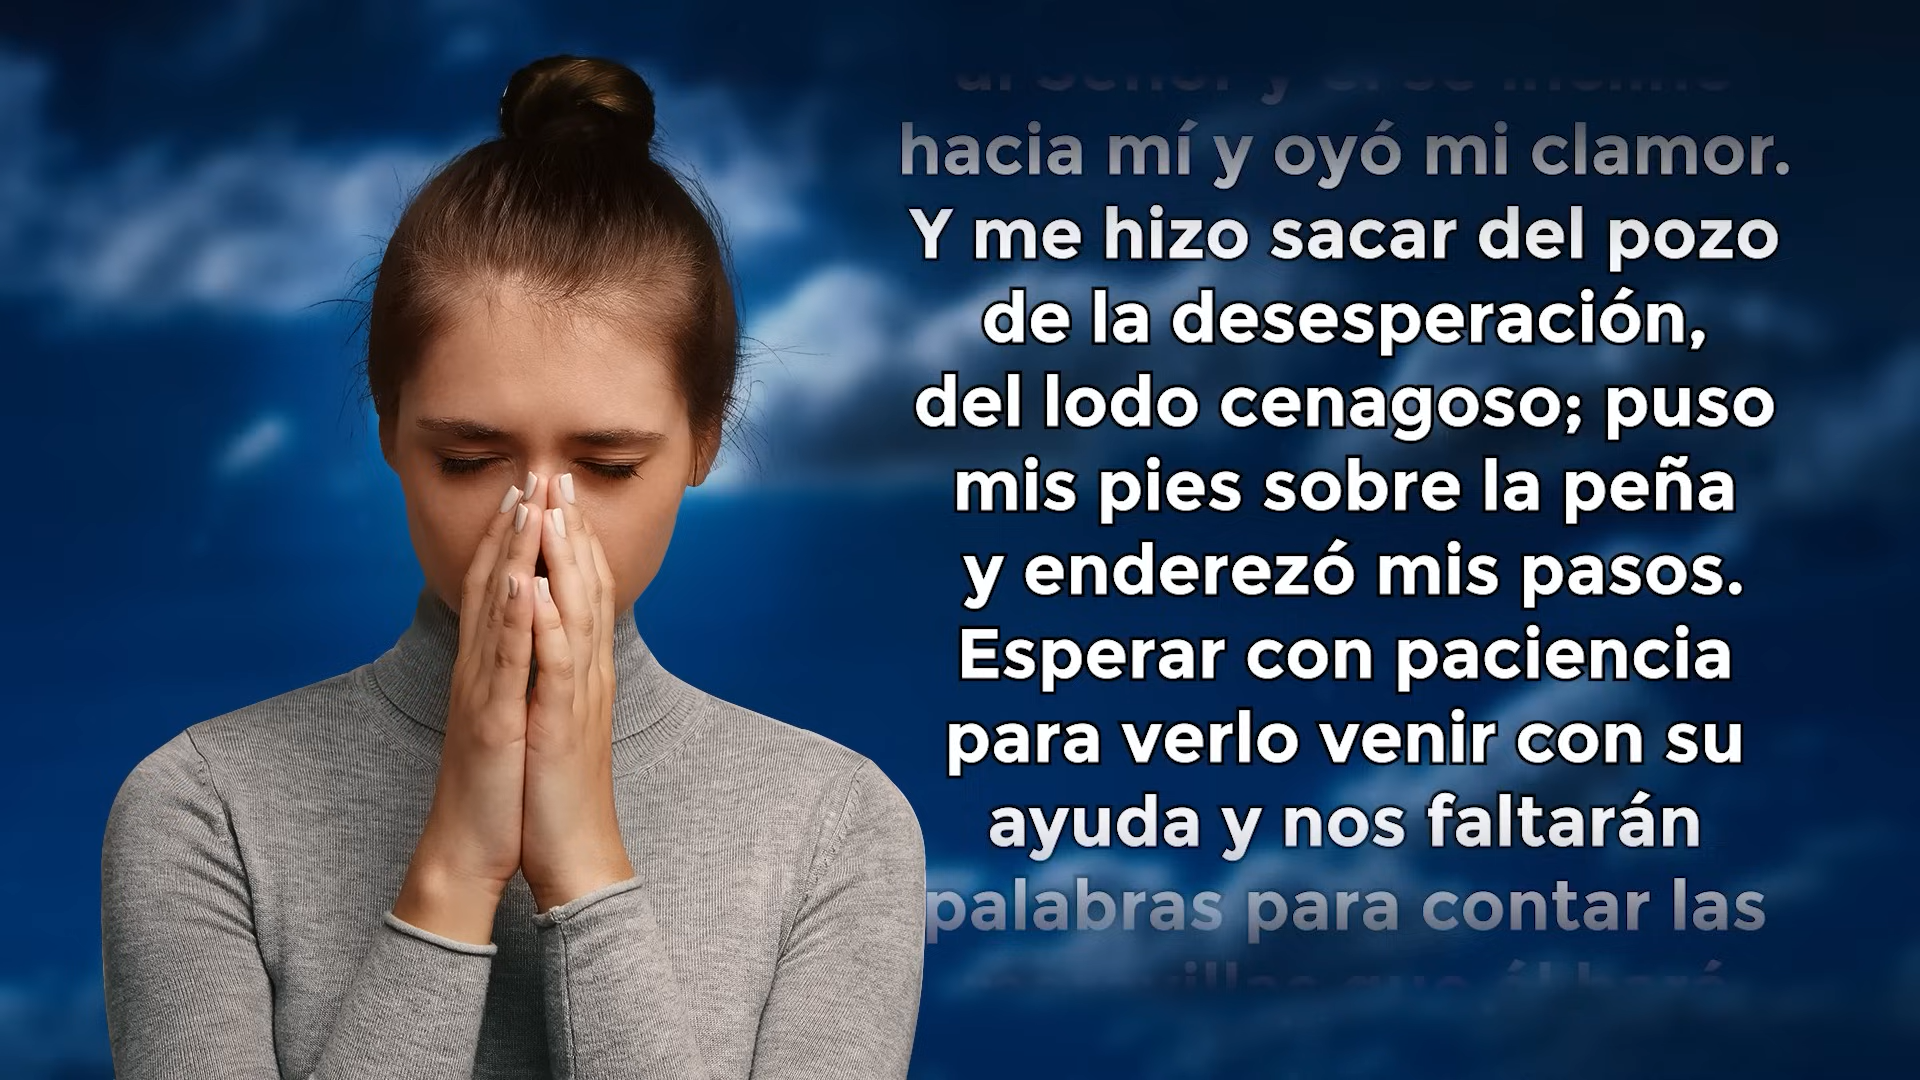 hacia mí y oyó mi clamor.
Y me hizo sacar del pozo
de la desesperación,
del lodo cenagoso; puso
mis pies sobre la peña
y enderezó mis pasos.
Esperar con paciencia
para verlo venir con su
ayuda y nos faltarán
palabras para contar las